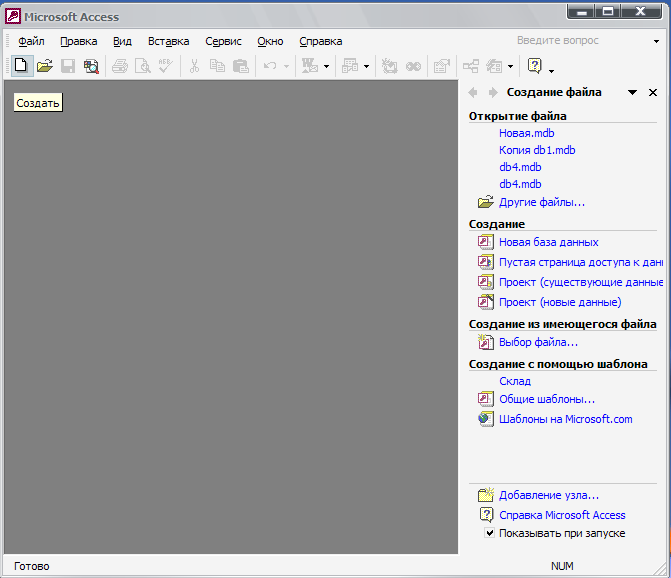 Microsoft Access
Файл Правка Вид Вставка Сервис Окно Справка Введите вопрос
Создать
Создание файла
Открытие файла
Новая.mdb
Копия db1.mdb
db4.mdb
db4.mdb
Другие файлы...
Создание
Новая база данных
Пустая страница доступа к дан
Проект (существующие данные
Проект (новые данные)
Создание из имеющегося файла
Выбор файла...
Создание с помощью шаблона
Склад
Общие шаблоны...
Шаблоны на Microsoft.com
Добавление узла...
Справка Microsoft Access
Показывать при запуске
Готово NUM